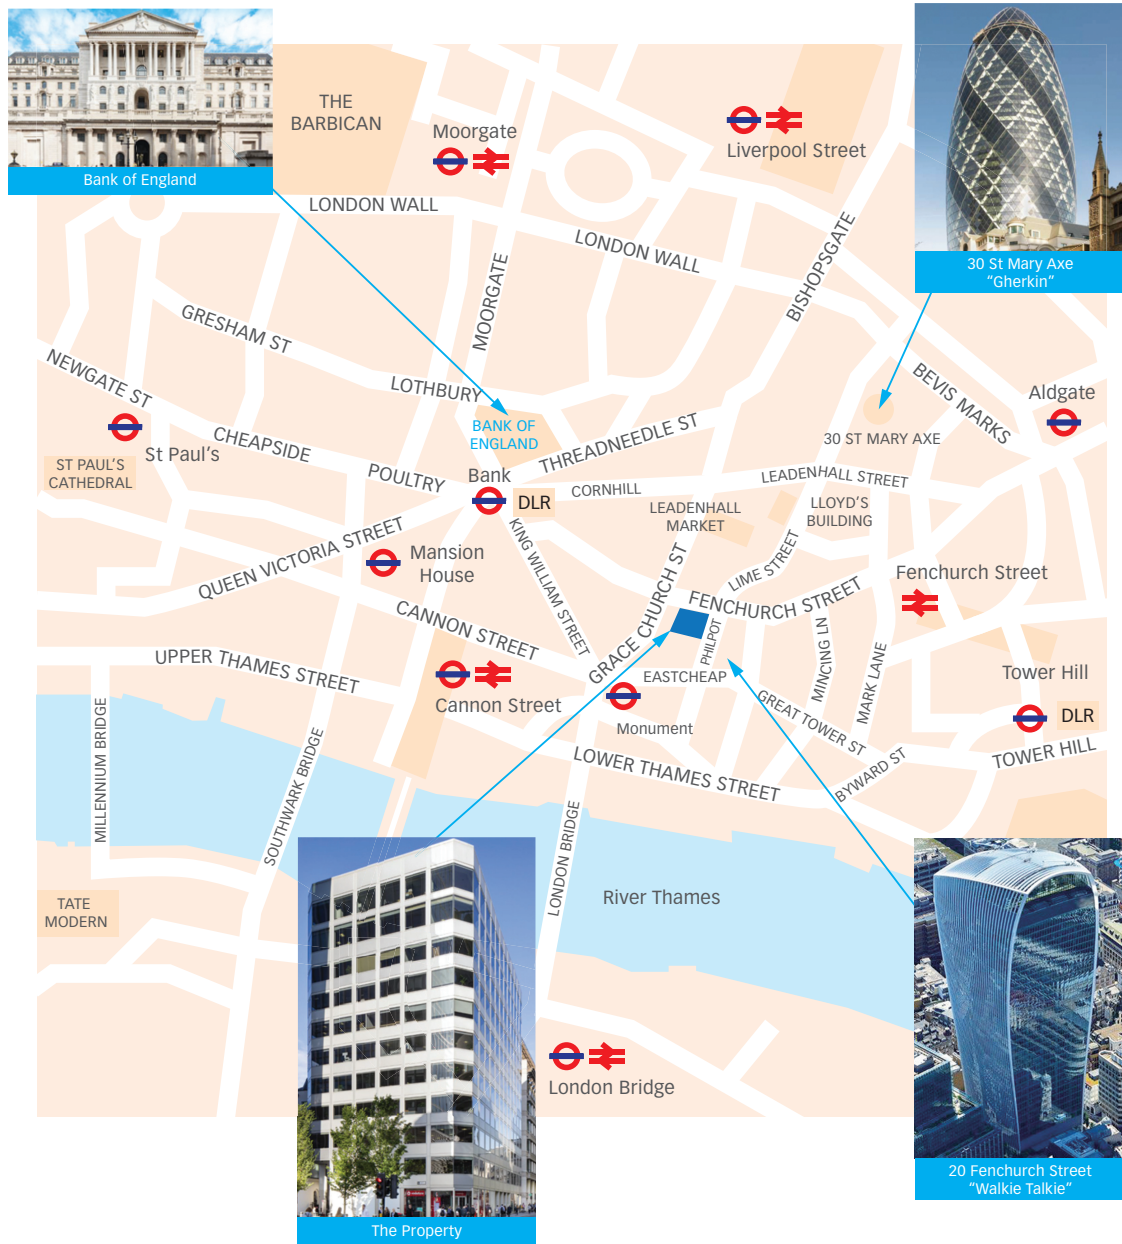 Bank of England
THE
BARBICAN
Moorgate
Liverpool Street
30 St Mary Axe
“Gherkin”
LONDON WALL
LONDON WALL
MOORGATE
BISHOPSGATE
GRESHAM ST
NEWGATE ST
LOTHBURY
BEVIS MARKS
Aldgate
BANK OF
ENGLAND
THREADNEEDLE ST
30 ST MARY AXE
CHEAPSIDE
St Paul's
ST PAUL'S
CATHEDRAL
POULTRY
Bank
DLR
CORNHILL
LEADENHALL STREET
LEADENHALL
MARKET
LLOYD'S
BUILDING
QUEEN VICTORIA STREET
Mansion
House
KING WILLIAM STREET
GRACE CHURCH ST
LIME STREET
FENCHURCH STREET
Fenchurch Street
CANNON STREET
PHILPOT
MINCING LN
MARK LANE
UPPER THAMES STREET
EASTCHEAP
Cannon Street
Monument
GREAT TOWER ST
Tower Hill
DLR
TOWER HILL
BYWARD ST
LOWER THAMES STREET
MILLENNIUM BRIDGE
SOUTHWARK BRIDGE
LONDON BRIDGE
River Thames
TATE
MODERN
London Bridge
20 Fenchurch Street
“Walkie Talkie”
The Property